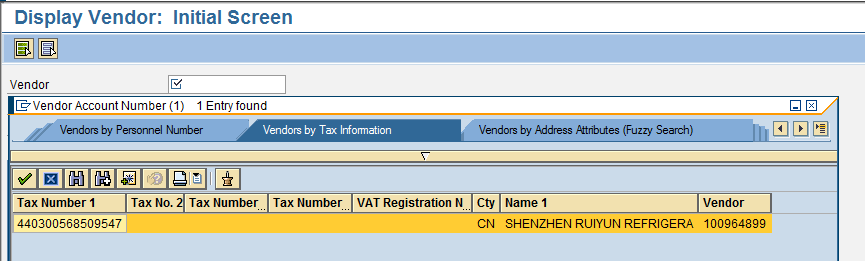 Display Vendor: Initial Screen
Vendor
Vendor Account Number (1) 1 Entry found
Vendors by Personnel Number Vendors by Tax Information Vendors by Address Attributes (Fuzzy Search)
Tax Number 1 Tax No. 2 Tax Number... Tax Number... VAT Registration N... Cty Name 1 Vendor
440300568509547 CN SHENZHEN RUIYUN REFRIGERA 100964899